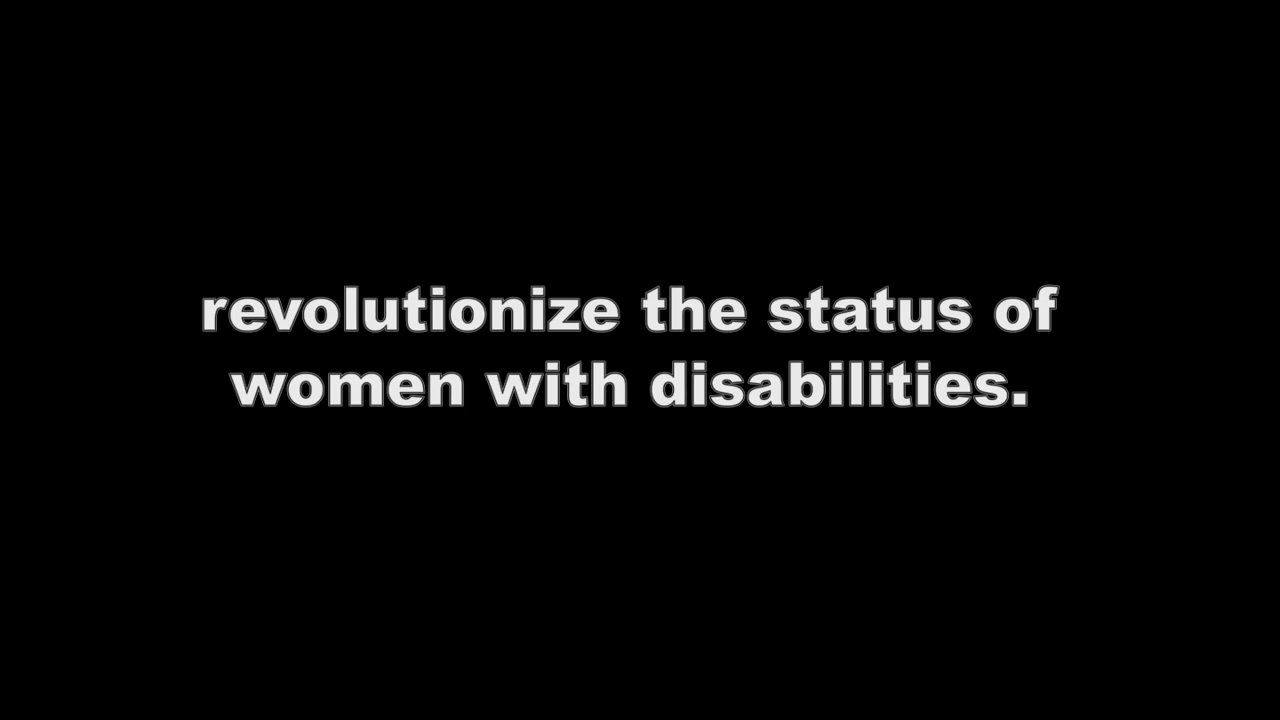 revolutionize the status of
women with disabilities.